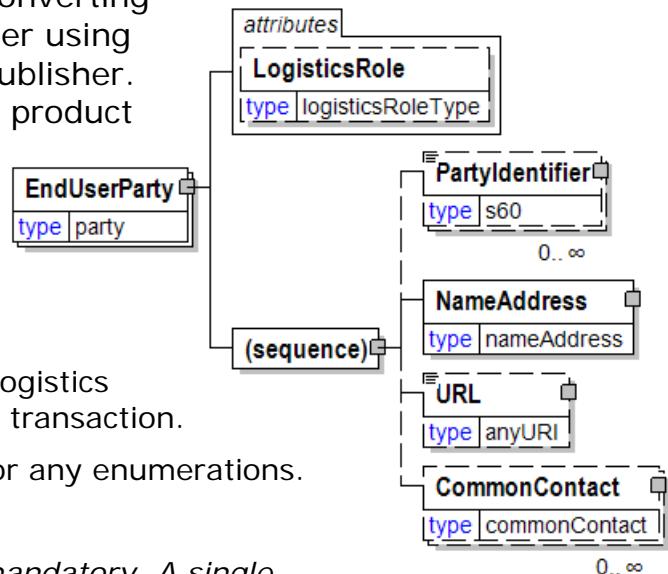 onverting
er using
ublisher.
product
attributes
LogisticsRole
type logisticsRoleType
EndUserParty
type party
PartyIdentifier
type s60
0.. ∞
NameAddress
type nameAddress
(sequence)
URL
type anyURI
CommonContact
type commonContact
0.. ∞
ogistics
transaction.
or any enumerations.
mandatory. A single